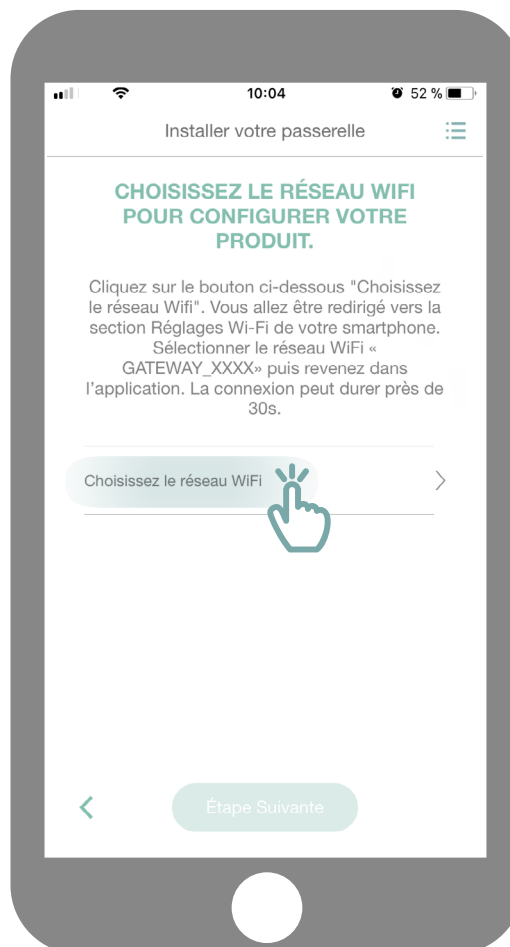 10:04 52 %
Installer votre passerelle
CHOISISSEZ LE RÉSEAU WIFI
POUR CONFIGURER VOTRE
PRODUIT.
Cliquez sur le bouton ci-dessous "Choisissez
le réseau Wifi". Vous allez être redirigé vers la
section Réglages Wi-Fi de votre smartphone.
Sélectionner le réseau WiFi «
GATEWAY_XXXX» puis revenez dans
l’application. La connexion peut durer près de
30s.
Choisissez le réseau WiFi
Étape Suivante